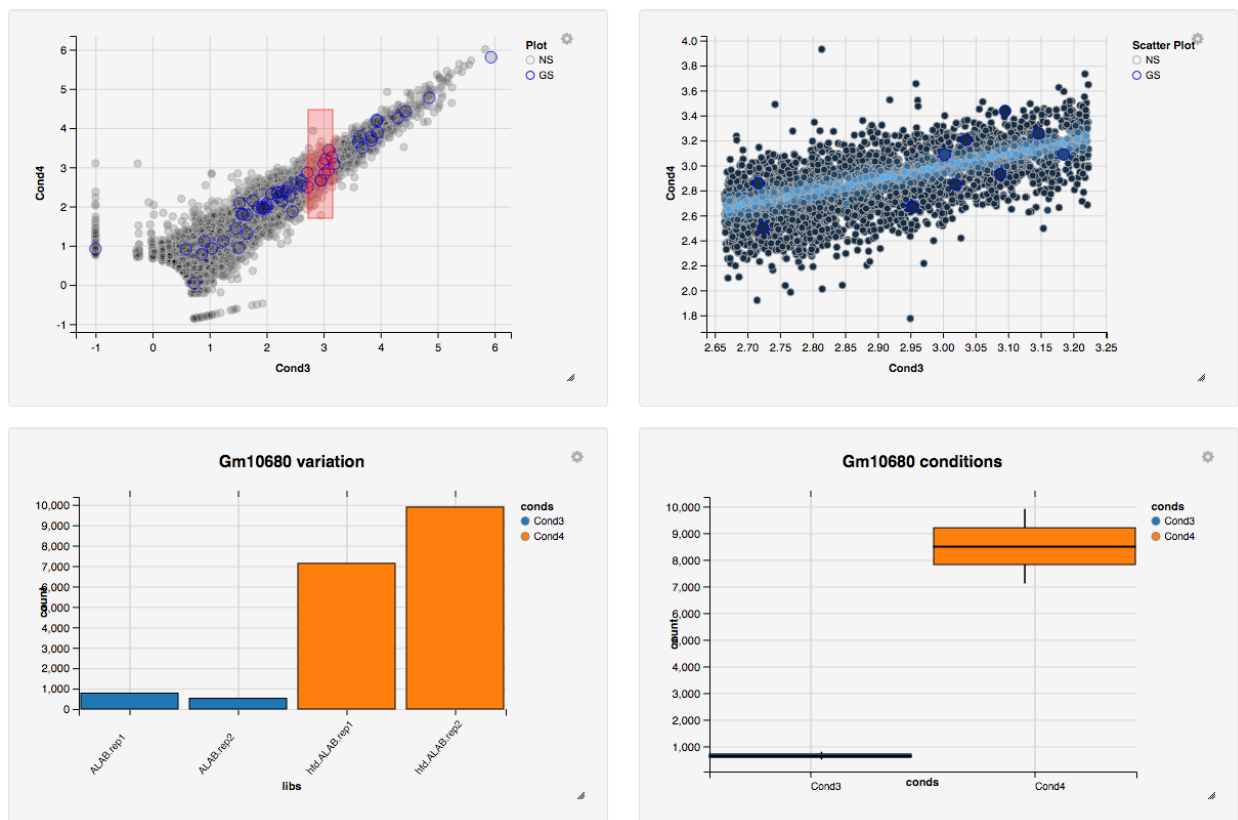 Plot
NS
GS
6
5
4
3
2
1
0
-1
Cond4
-1 0 1 2 3 4 5 6
Cond3
Scatter Plot
NS
GS
4.0
3.8
3.6
3.4
3.2
3.0
2.8
2.6
2.4
2.2
2.0
1.8
Cond4
2.65 2.70 2.75 2.80 2.85 2.90 2.95 3.00 3.05 3.10 3.15 3.20 3.25
Cond3
Gm10680 variation
conds
Cond3
Cond4
10,000
9,000
8,000
7,000
6,000
5,000
4,000
3,000
2,000
1,000
0
count
ALAB.rep1 ALAB.rep2 hfd.ALAB.rep1 hfd.ALAB.rep2
libs
Gm10680 conditions
conds
Cond3
Cond4
10,000
9,000
8,000
7,000
6,000
5,000
4,000
3,000
2,000
1,000
count
Cond3 Cond4
conds